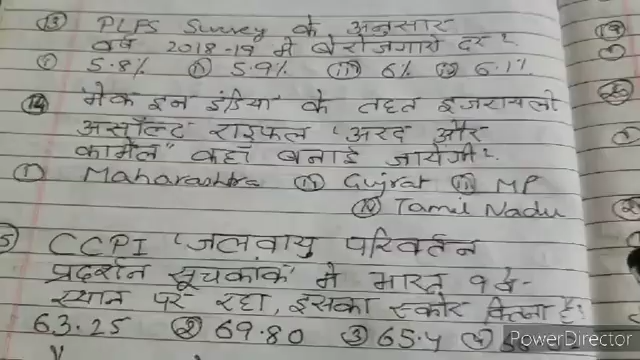 (13) PLFS Survey के अनुसार
वर्ष 2018-19 में बेरोजगारी दर?
(i) 5.8% (ii) 5.9% (iii) 6% (iv) 6.1%
(14) मेक इन इंडिया के तहत इजरायली
असॉल्ट राइफल 'अरद और
कार्मेल" कहाँ बनाई जायेगी?
(i) Maharashtra (ii) Gujrat (iii) MP
(iv) Tamil Nadu
CCPI 'जलवायु परिवर्तन
प्रदर्शन सूचकांक में भारत 9वें
स्थान पर रहा, इसका स्कोर कितना है?
63.25 (2) 69.80 (3) 65.4 (4)
PowerDirector